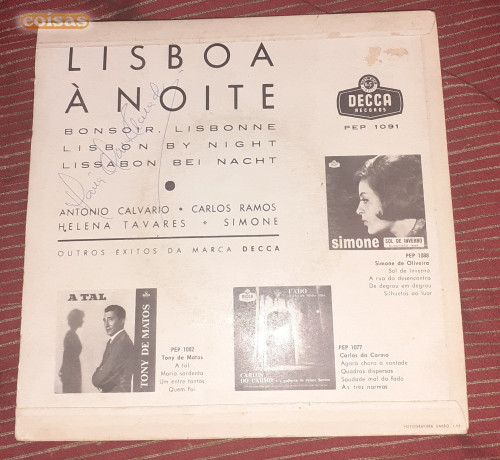 coisas
LISBOA
À NOITE
BONSOIR, LISBONNE
LISBON BY NIGHT
LISSABON BEI NACHT
ANTONIO CALVARIO • CARLOS RAMOS
HELENA TAVARES • SIMONE
OUTROS EXITOS DA MARCA DECCA
DECCA
RECORDS
PEP 1091
simone
SOL DE INVERNO
PEP 1088
Simone de Oliveira
Sol de Inverno
A rua do desencontro
De degrau em degrau
Silhuetas ao luar
A TAL
TONY DE MATOS
PEP 1082
Tony de Matos
A tal
Maria sardenta
Um entre tantos
Quem foi
DECCA
FADO
CARLOS
DO CARMO
PEP 1077
Carlos do Carmo
Agora choro à vontade
Quadras dispersas
Saudade mal do fado
As três normas